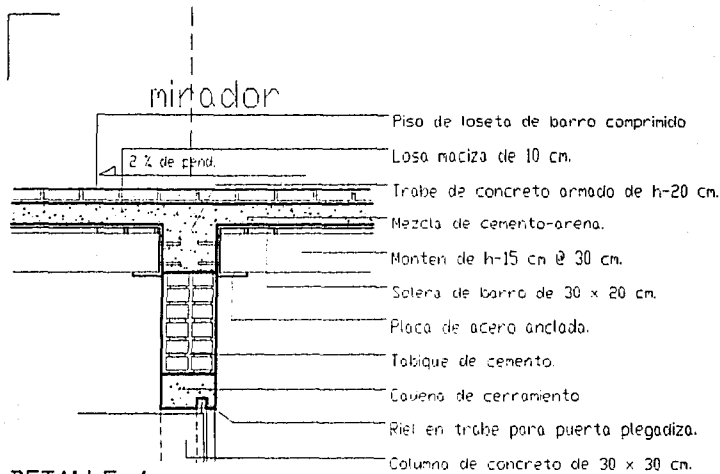 mirador
Piso de loseta de barro comprimido
2 % de pend.
Losa maciza de 10 cm.
Trabe de concreto armado de h-20 cm.
Mezcla de cemento-arena.
Monten de h-15 cm @ 30 cm.
Solera de barro de 30 x 20 cm.
Placa de acero anclada.
Tabique de cemento.
de cerramiento
Riel en trabe para puerta plegadiza.
Columna de concreto de 30 x 30 cm.
DETALLE